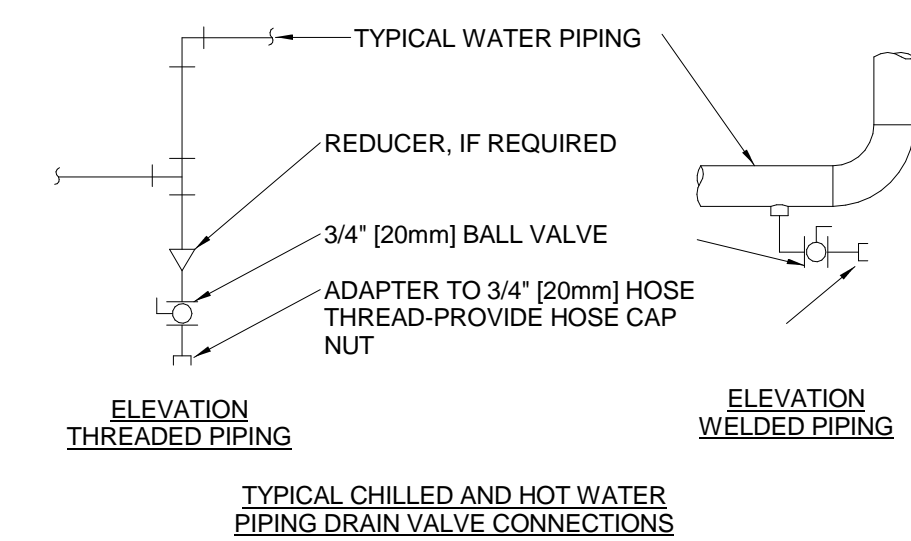 TYPICAL WATER PIPING
REDUCER, IF REQUIRED
3/4" [20mm] BALL VALVE
ADAPTER TO 3/4" [20mm] HOSE
THREAD-PROVIDE HOSE CAP
NUT
ELEVATION
THREADED PIPING
ELEVATION
WELDED PIPING
TYPICAL CHILLED AND HOT WATER
PIPING DRAIN VALVE CONNECTIONS